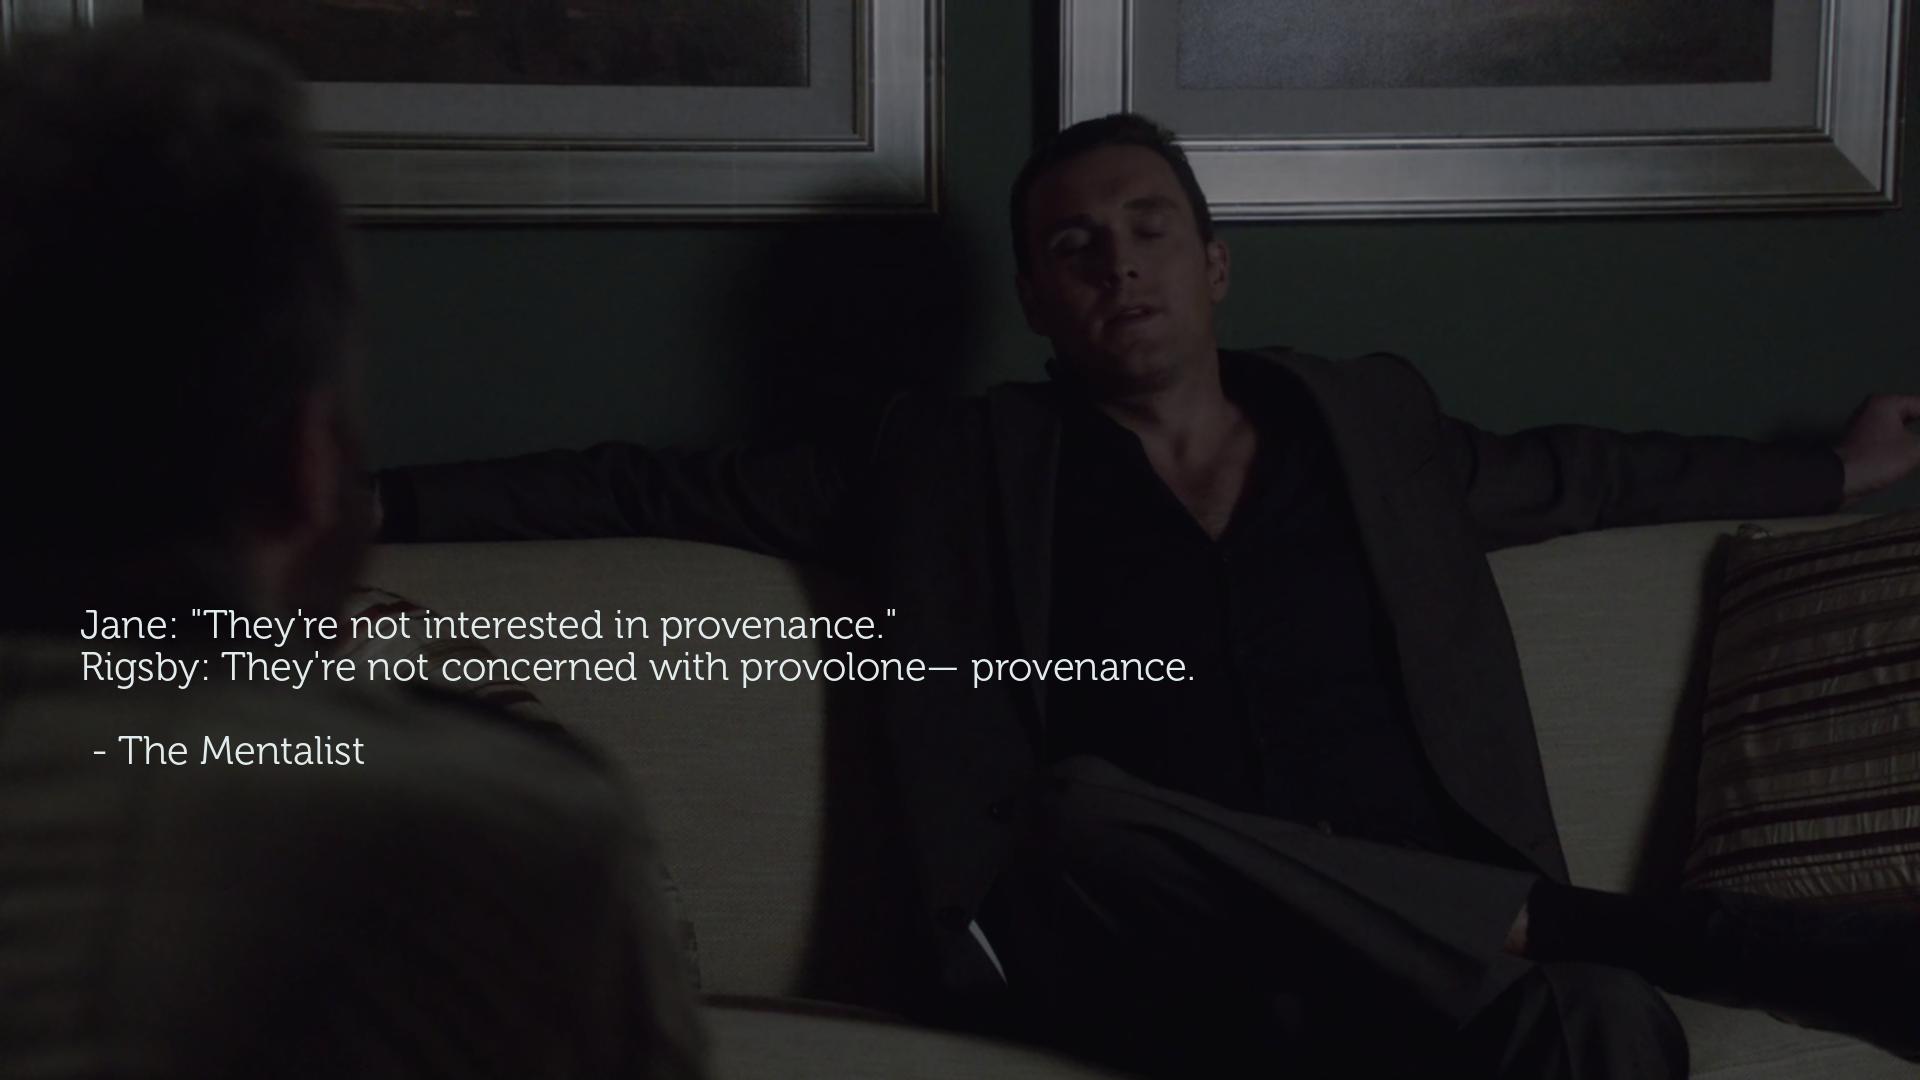 Jane: "They're not interested in provenance."
Rigsby: They're not concerned with provolone— provenance.
- The Mentalist